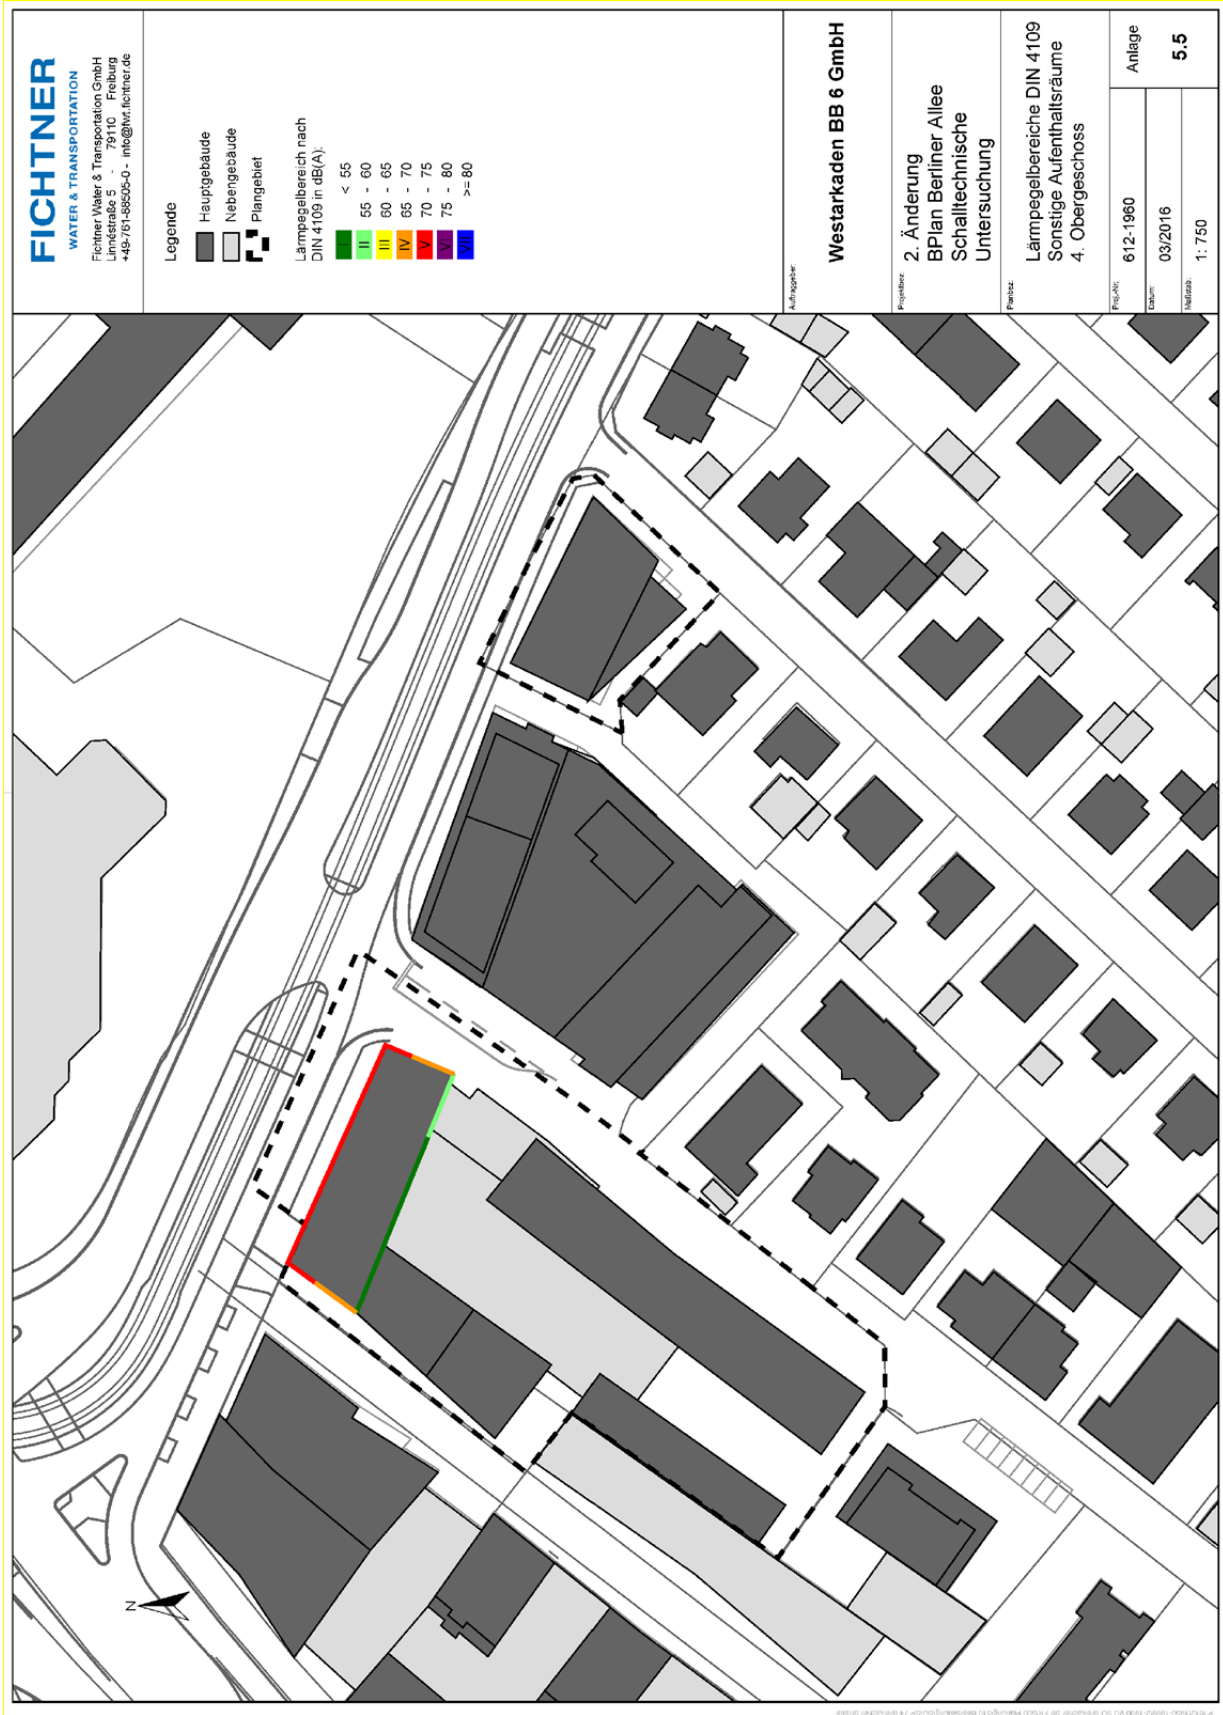 FICHTNER
WATER & TRANSPORTATION
Fichtner Water & Transportation GmbH
Linnéstraße 5 - 79110 Freiburg
+49-761-88505-0 - info@fwt.fichtner.de
Legende
Hauptgebäude
Nebengebäude
Plangebiet
Lärmpegelbereich nach
DIN 4109 in dB(A):
I < 55
II 55 - 60
III 60 - 65
IV 65 - 70
V 70 - 75
VI 75 - 80
VII >= 80
Auftraggeber:
Westarkaden BB 6 GmbH
Projektbez:
2. Änderung
BPlan Berliner Allee
Schalltechnische
Untersuchung
Planbez:
Lärmpegelbereiche DIN 4109
Sonstige Aufenthaltsräume
4. Obergeschoss
Proj.-Nr.
612-1960
Datum:
03/2016
Maßstab:
1: 750
Anlage
5.5
N